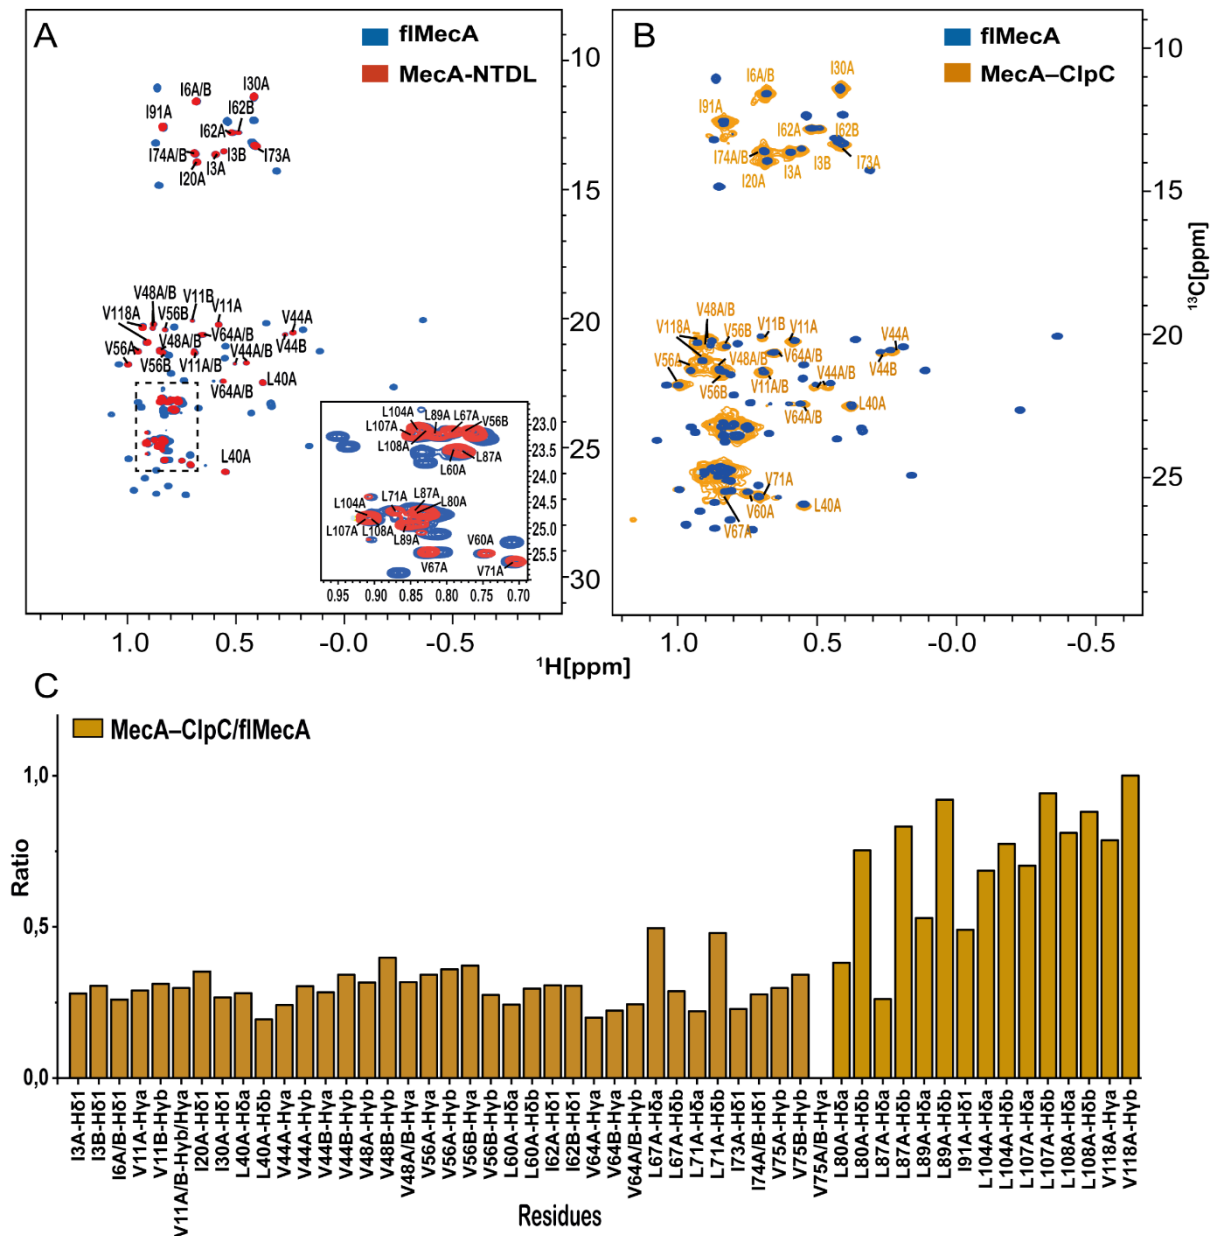 A
flMecA
MecA-NTDL
I30A
I6A/B
I91A
I62B
I62A
I74A/B
I3B
I73A
I3A
I20A
V48A/B
V11B
V11A
V118A
V56B
V44A
V64A/B
V44B
V56A
V48A/B
V44A/B
V56B
V11A/B
L40A
V64A/B
L40A
L104A
L89A
L67A
L107A
V56B
L108A
L87A
L60A
L71A
L87A
L104A
L80A
L107A
L108A
L89A
V60A
V67A
V71A
23.0
23.5
24.0
24.5
25.0
25.5
0.95 0.90 0.85 0.80 0.75 0.70
10
15
20
25
30
1.0 0.5 -0.0 -0.5
B
flMecA
MecA–ClpC
I6A/B
I30A
I91A
I62A
I62B
I74A/B
I3B
I73A
I3A
I20A
V48A/B
V118A
V56B
V11B
V11A
V44A
V56A
V48A/B
V64A/B
V44B
V56B
V11A/B
V44A/B
L40A
V64A/B
V71A
V60A
L40A
V67A
10
15
20
25
¹³C[ppm]
1.0 0.5 -0.0 -0.5
¹H[ppm]
C
MecA–ClpC/flMecA
1,0
0,5
0,0
Ratio
I3A-Hδ1
I3B-Hδ1
I6A/B-Hδ1
V11A-Hγa
V11B-Hγb
V11A/B-Hγb/Hγa
I20A-Hδ1
I30A-Hδ1
L40A-Hδa
L40A-Hδb
V44A-Hγa
V44A-Hγb
V44B-Hγa
V44B-Hγb
V48A-Hγa
V48B-Hγb
V48A/B-Hγa
V56A-Hγa
V56A-Hγb
V56B-Hγa
V56B-Hγb
L60A-Hδa
L60A-Hδb
I62A-Hδ1
I62B-Hδ1
V64A-Hγa
V64B-Hγb
V64A/B-Hγb
L67A-Hδa
L67A-Hδb
L71A-Hδa
L71A-Hδb
I73A-Hδ1
I74A/B-Hδ1
V75A-Hγb
V75B-Hγb
V75A/B-Hγa
L80A-Hδa
L80A-Hδb
L87A-Hδa
L87A-Hδb
L89A-Hδa
L89A-Hδb
I91A-Hδ1
L104A-Hδa
L104A-Hδb
L107A-Hδa
L107A-Hδb
L108A-Hδa
L108A-Hδb
V118A-Hγa
V118A-Hγb
Residues